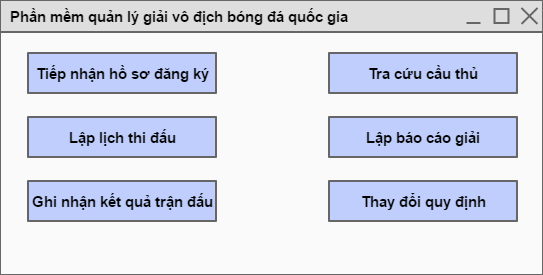 Phần mềm quản lý giải vô địch bóng đá quốc gia
Tiếp nhận hồ sơ đăng ký
Tra cứu cầu thủ
Lập lịch thi đấu
Lập báo cáo giải
Ghi nhận kết quả trận đấu
Thay đổi quy định